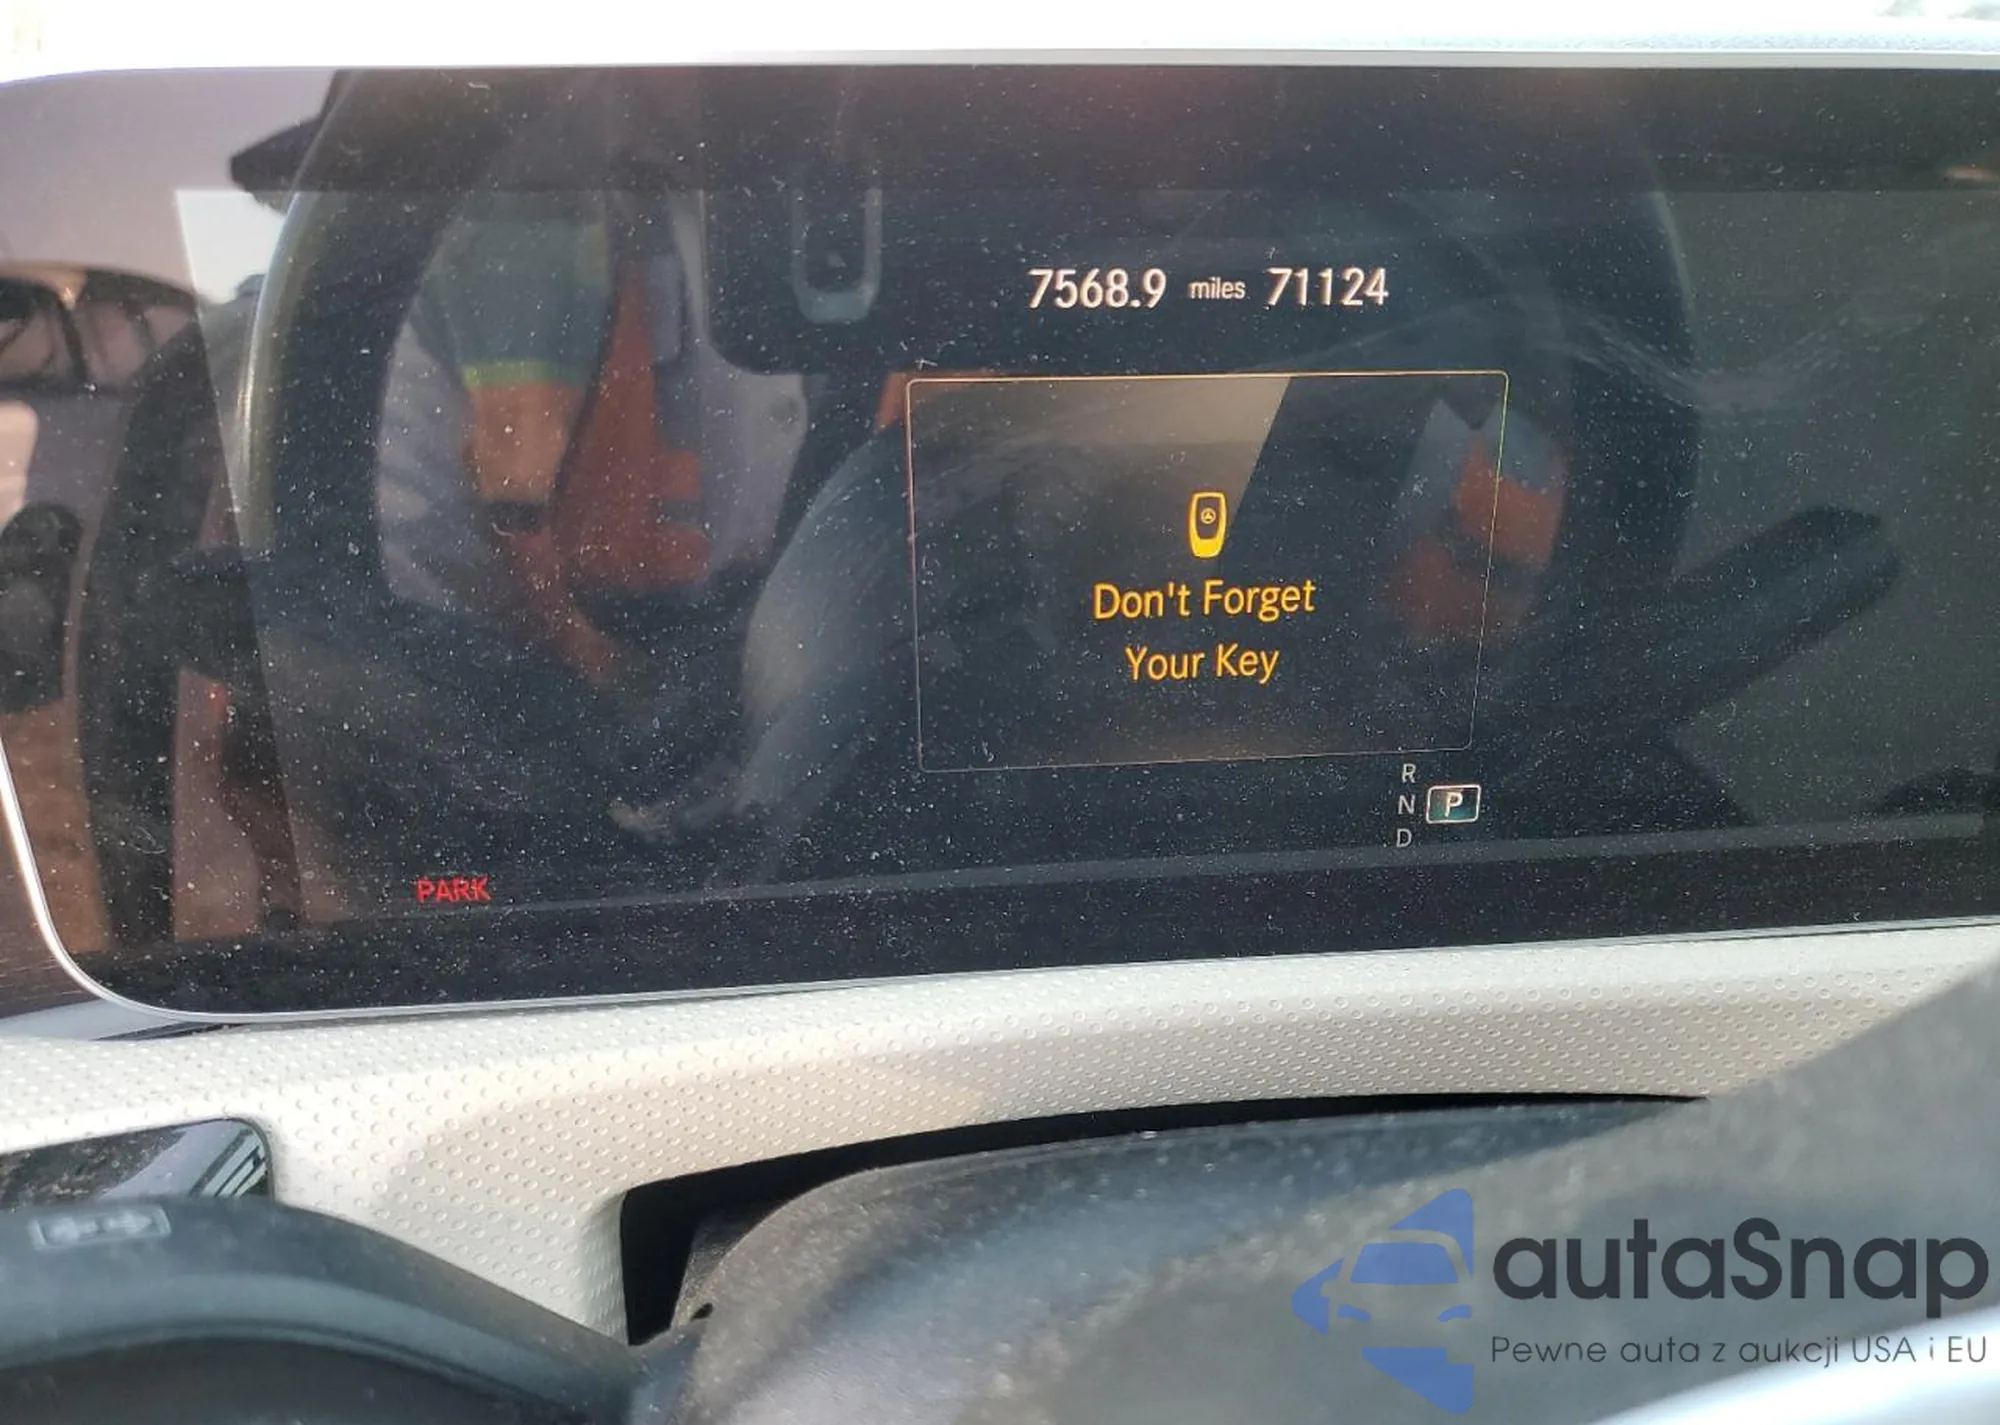 7568.9 miles 71124
Don't Forget
Your Key
R
N P
D
PARK
autaSnap
Pewne auta z aukcji USA i EU